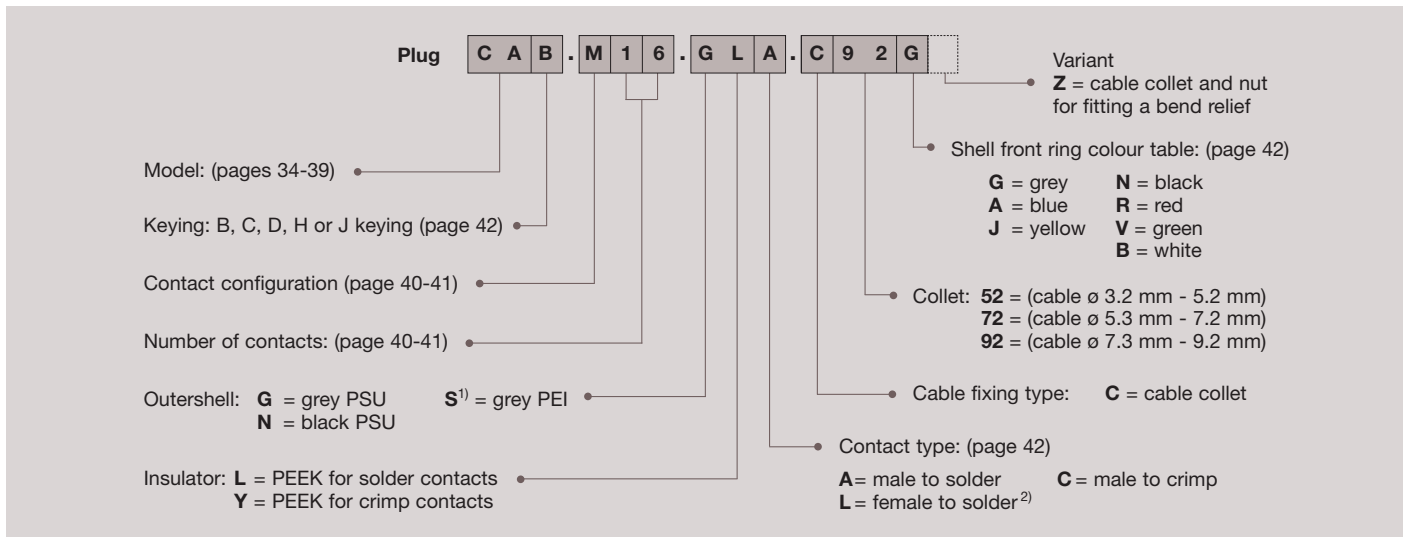 Plug CAB.M16.GLA.C92G
Variant
Z = cable collet and nut
for fitting a bend relief
Model: (pages 34-39)
Shell front ring colour table: (page 42)
G = grey N = black
A = blue R = red
J = yellow V = green
B = white
Keying: B, C, D, H or J keying (page 42)
Contact configuration (page 40-41)
Collet: 52 = (cable ø 3.2 mm - 5.2 mm)
72 = (cable ø 5.3 mm - 7.2 mm)
92 = (cable ø 7.3 mm - 9.2 mm)
Number of contacts: (page 40-41)
Outershell: G = grey PSU S1) = grey PEI
N = black PSU
Cable fixing type: C = cable collet
Contact type: (page 42)
A= male to solder C= male to crimp
L= female to solder 2)
Insulator: L = PEEK for solder contacts
Y = PEEK for crimp contacts